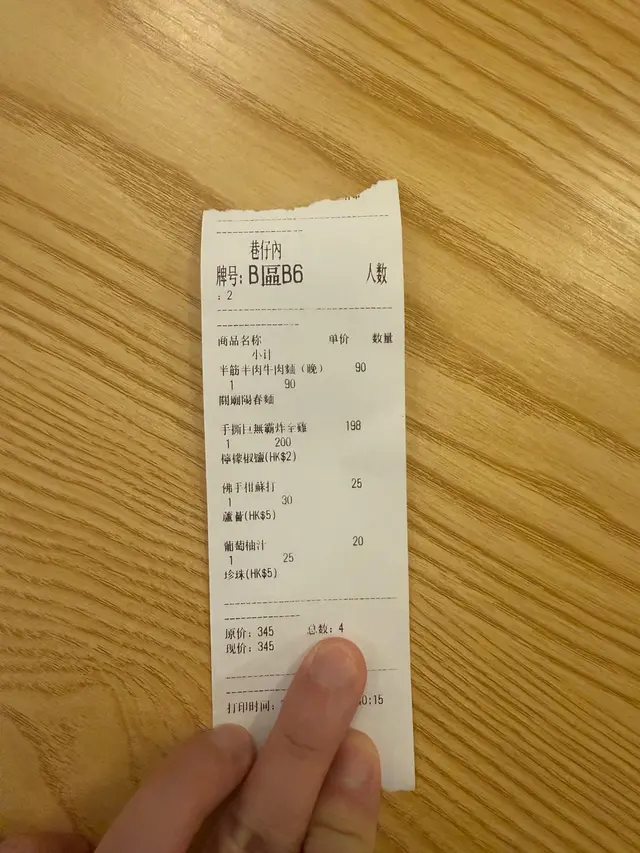 巷仔內
牌号: B區B6 人数
: 2
商品名称 单价 数量
小计
半筋半肉牛肉麵（晚） 90
1 90
關廟陽春麵
手撕巨無霸炸全雞 198
1 200
檸檬椒鹽(HK$2)
佛手柑蘇打 25
1 30
蘆薈(HK$5)
葡萄柚汁 20
1 25
珍珠(HK$5)
原价: 345 总数: 4
现价: 345
打印时间: 0:15